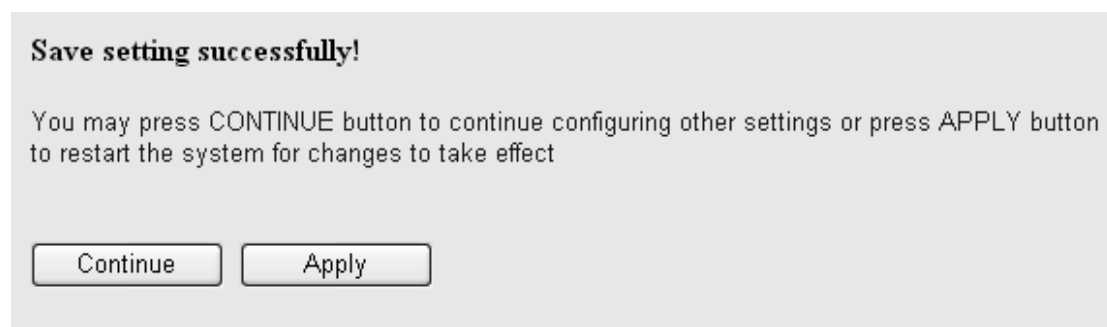 Save setting successfully!
You may press CONTINUE button to continue configuring other settings or press APPLY button
to restart the system for changes to take effect
Continue Apply